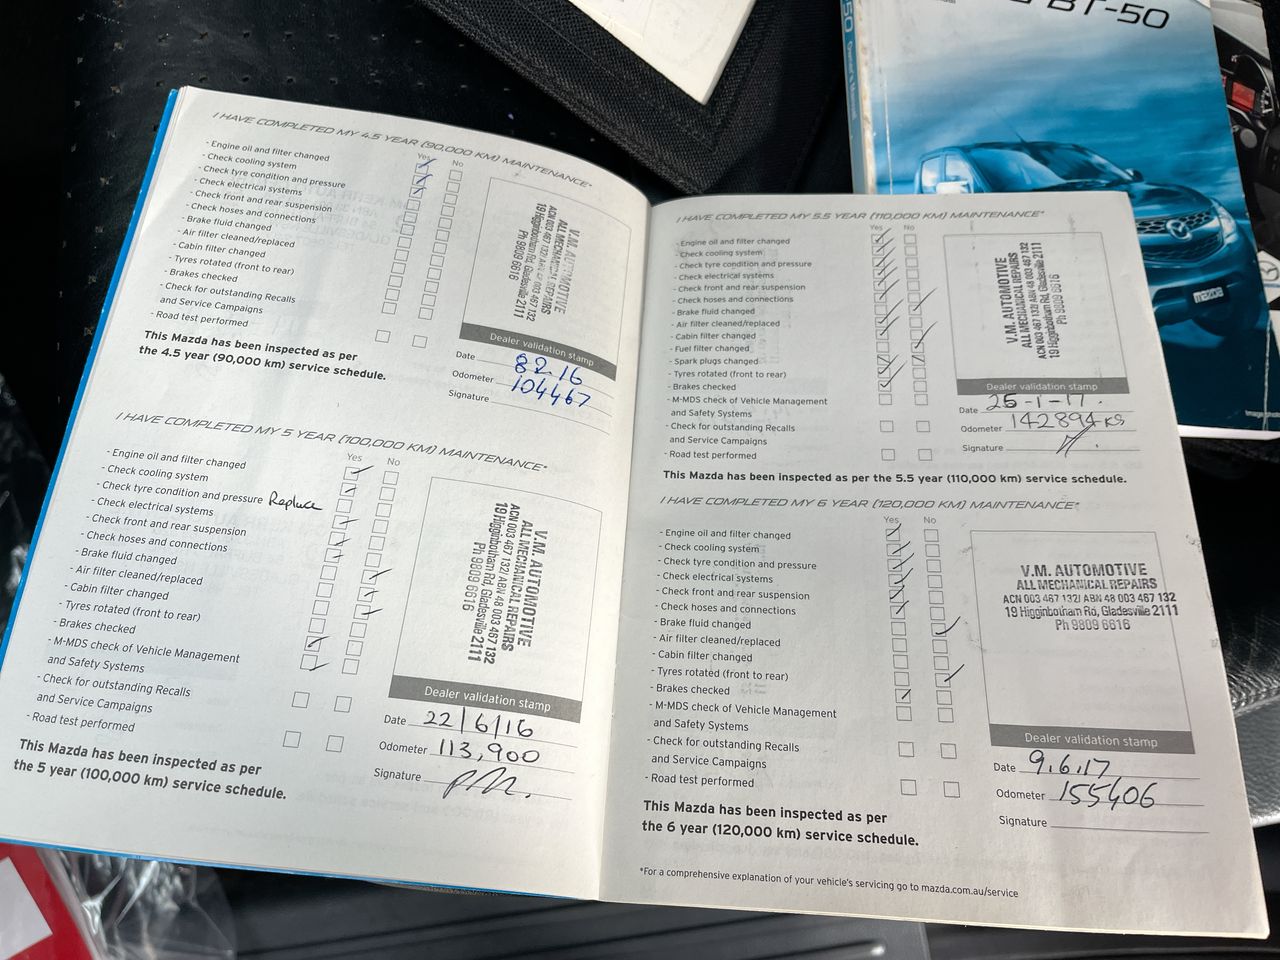 BT-50
50
I HAVE COMPLETED MY 4.5 YEAR (90,000 KM) MAINTENANCE*
Yes No
- Engine oil and filter changed
- Check cooling system
- Check tyre condition and pressure
- Check electrical systems
- Check front and rear suspension
- Check hoses and connections
- Brake fluid changed
- Air filter cleaned/replaced
- Cabin filter changed
- Tyres rotated (front to rear)
- Brakes checked
- Check for outstanding Recalls
and Service Campaigns
- Road test performed
This Mazda has been inspected as per
the 4.5 year (90,000 km) service schedule.
V.M. AUTOMOTIVE
ALL MECHANICAL REPAIRS
ACN 003 467 132/ ABN 48 003 467 132
19 Higginbotham Rd, Gladesville 2111
Ph 9809 6616
Dealer validation stamp
Date 8.2.16
Odometer 104467
Signature
I HAVE COMPLETED MY 5 YEAR (100,000 KM) MAINTENANCE*
Yes No
- Engine oil and filter changed
- Check cooling system
- Check tyre condition and pressure Replace
- Check electrical systems
- Check front and rear suspension
- Check hoses and connections
- Brake fluid changed
- Air filter cleaned/replaced
- Cabin filter changed
- Tyres rotated (front to rear)
- Brakes checked
- M-MDS check of Vehicle Management
and Safety Systems
- Check for outstanding Recalls
and Service Campaigns
- Road test performed
This Mazda has been inspected as per
the 5 year (100,000 km) service schedule.
V.M. AUTOMOTIVE
ALL MECHANICAL REPAIRS
ACN 003 467 132/ ABN 48 003 467 132
19 Higginbotham Rd, Gladesville 2111
Ph 9809 6616
Dealer validation stamp
Date 22/6/16
Odometer 113,900
Signature
I HAVE COMPLETED MY 5.5 YEAR (110,000 KM) MAINTENANCE*
Yes No
- Engine oil and filter changed
- Check cooling system
- Check tyre condition and pressure
- Check electrical systems
- Check front and rear suspension
- Check hoses and connections
- Brake fluid changed
- Air filter cleaned/replaced
- Cabin filter changed
- Fuel filter changed
- Spark plugs changed
- Tyres rotated (front to rear)
- Brakes checked
- M-MDS check of Vehicle Management
and Safety Systems
- Check for outstanding Recalls
and Service Campaigns
- Road test performed
This Mazda has been inspected as per the 5.5 year (110,000 km) service schedule.
V.M. AUTOMOTIVE
ALL MECHANICAL REPAIRS
ACN 003 467 132/ ABN 48 003 467 132
19 Higginbotham Rd, Gladesville 2111
Ph 9809 6616
Dealer validation stamp
Date 25-1-17.
Odometer 142894 KS
Signature
I HAVE COMPLETED MY 6 YEAR (120,000 KM) MAINTENANCE*
Yes No
- Engine oil and filter changed
- Check cooling system
- Check tyre condition and pressure
- Check electrical systems
- Check front and rear suspension
- Check hoses and connections
- Brake fluid changed
- Air filter cleaned/replaced
- Cabin filter changed
- Tyres rotated (front to rear)
- Brakes checked
- M-MDS check of Vehicle Management
and Safety Systems
- Check for outstanding Recalls
and Service Campaigns
- Road test performed
This Mazda has been inspected as per
the 6 year (120,000 km) service schedule.
V.M. AUTOMOTIVE
ALL MECHANICAL REPAIRS
ACN 003 467 132/ ABN 48 003 467 132
19 Higginbotham Rd, Gladesville 2111
Ph 9809 6616
Dealer validation stamp
Date 9.6.17
Odometer 155406
Signature
*For a comprehensive explanation of your vehicle's servicing go to mazda.com.au/service